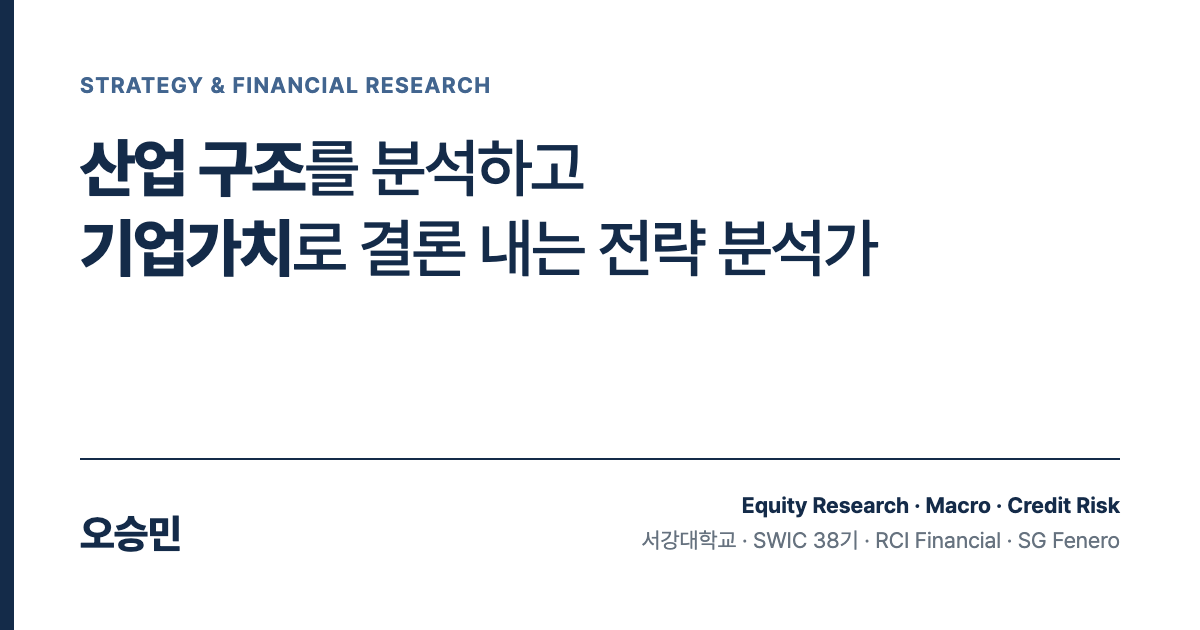 STRATEGY & FINANCIAL RESEARCH
산업 구조를 분석하고
기업가치로 결론 내는 전략 분석가
오승민
Equity Research · Macro · Credit Risk
서강대학교 · SWIC 38기 · RCI Financial · SG Fenero